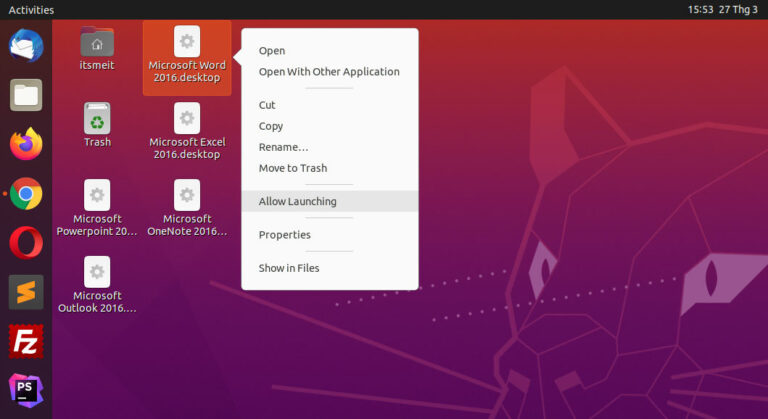 Activities
15:53 27 Thg 3
itsmeit
Microsoft Word
2016.desktop
Trash
Microsoft Excel
2016.desktop
Microsoft
Powerpoint 20...
Microsoft
OneNote 2016....
Microsoft
Outlook 2016....
Open
Open With Other Application
Cut
Copy
Rename...
Move to Trash
Allow Launching
Properties
Show in Files
Fz
PS